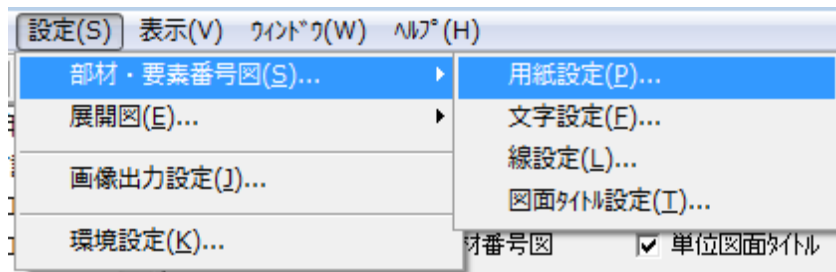 設定(S) 表示(V) ｳｨﾝﾄﾞｳ(W) ﾍﾙﾌﾟ(H)
部材・要素番号図(S)...
展開図(E)...
画像出力設定(J)...
環境設定(K)...
用紙設定(P)...
文字設定(F)...
線設定(L)...
図面ﾀｲﾄﾙ設定(T)...
材番号図 単位図面ﾀｲﾄﾙ